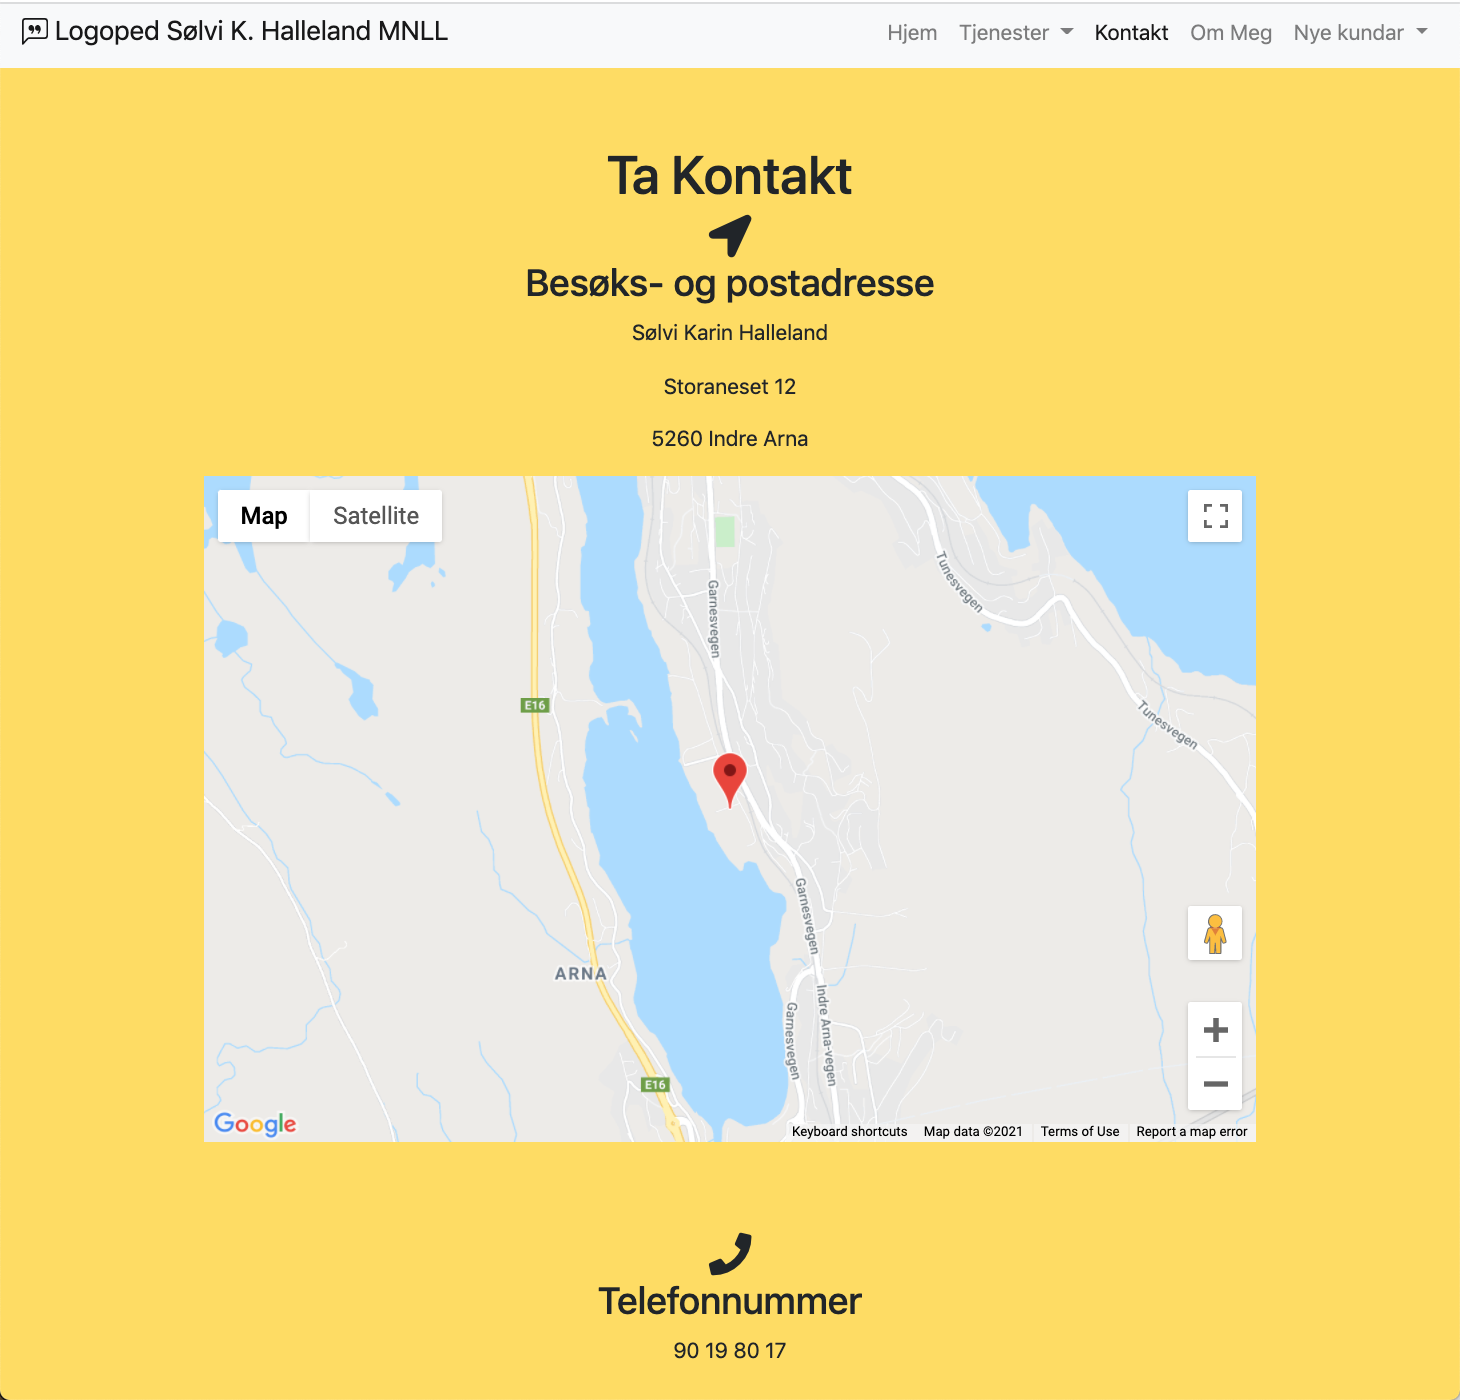 Logoped Sølvi K. Halleland MNLL
Hjem Tjenester Kontakt Om Meg Nye kundar
Ta Kontakt
Besøks- og postadresse
Sølvi Karin Halleland
Storaneset 12
5260 Indre Arna
Map Satellite
Garnesvegen
Tunesvegen
E16
Tunesvegen
Garnesvegen
ARNA
Garnesvegen
Indre Arna-vegen
E16
Google
Keyboard shortcuts Map data ©2021 Terms of Use Report a map error
Telefonnummer
90 19 80 17